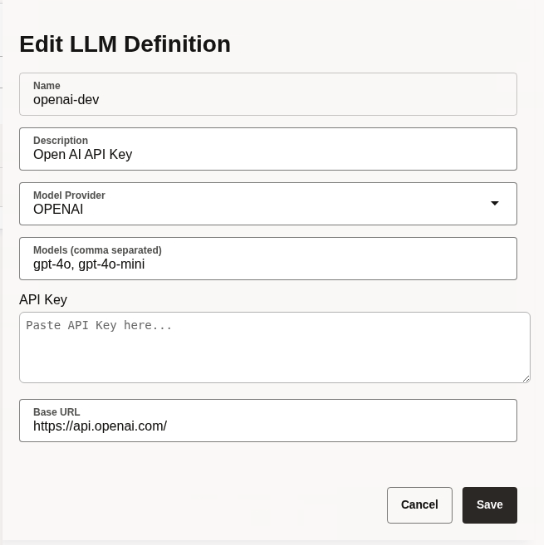 Edit LLM Definition
Name
openai-dev
Description
Open AI API Key
Model Provider
OPENAI
Models (comma separated)
gpt-4o, gpt-4o-mini
API Key
Paste API Key here...
Base URL
https://api.openai.com/
Cancel Save